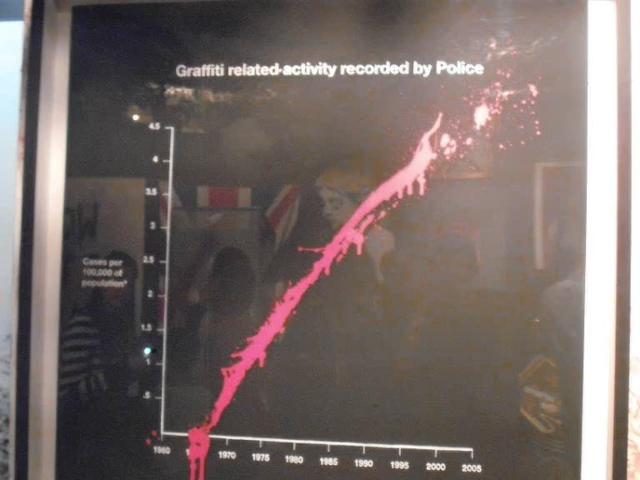 Graffiti related-activity recorded by Police
4.5
4
3.5
3
2.5
2
1.5
1
.5
Cases per
100,000 of
population*
1960 1970 1975 1980 1985 1990 1995 2000 2005